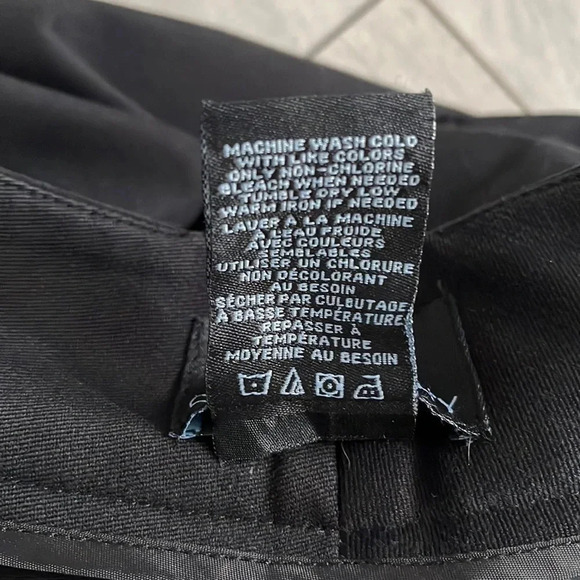 MACHINE WASH COLD
WITH LIKE COLORS
ONLY NON-CHLORINE
BLEACH WHEN NEEDED
TUMBLE DRY LOW
WARM IRON IF NEEDED
LAVER A LA MACHINE
A L'EAU FROIDE
AVEC COULEURS
SEMBLABLES
UTILISER UN CHLORURE
NON DÉCOLORANT
AU BESOIN
SÉCHER PAR CULBUTAGE
À BASSE TEMPÉRATURE
REPASSER À
TEMPÉRATURE
MOYENNE AU BESOIN